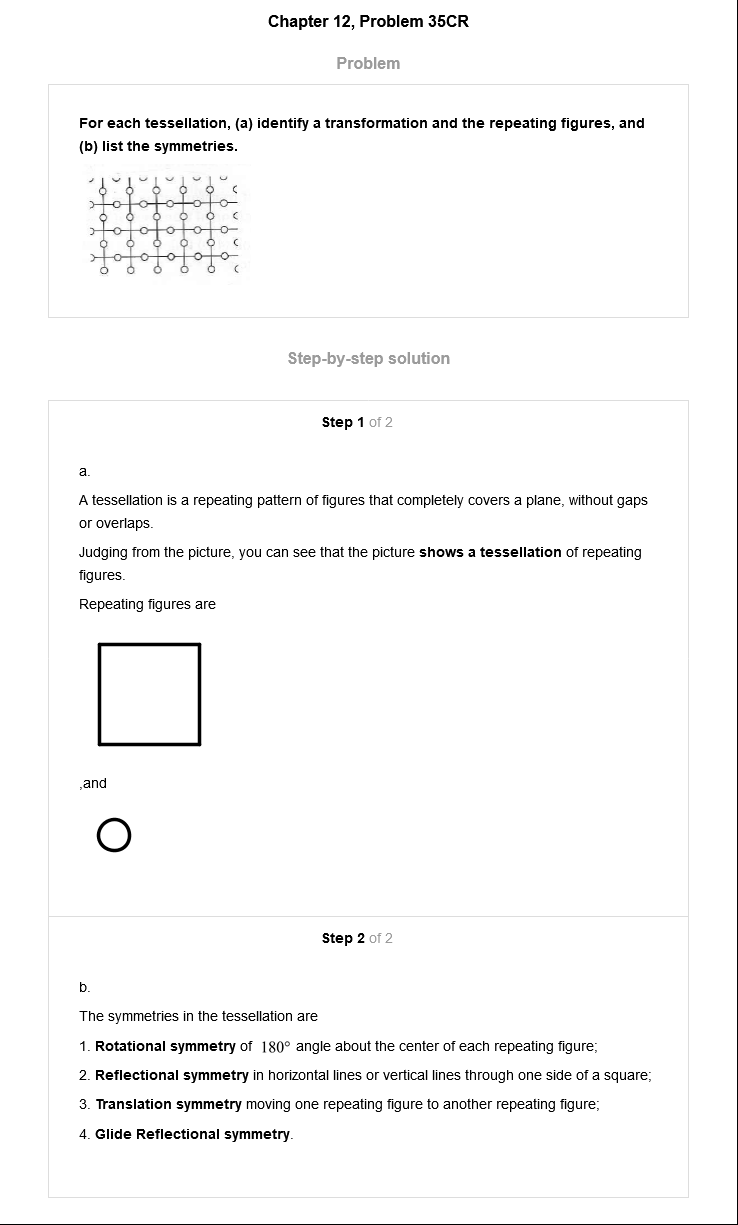 Chapter 12, Problem 35CR
Problem
For each tessellation, (a) identify a transformation and the repeating figures, and
(b) list the symmetries.
Step-by-step solution
Step 1 of 2
a.
A tessellation is a repeating pattern of figures that completely covers a plane, without gaps
or overlaps.
Judging from the picture, you can see that the picture shows a tessellation of repeating
figures.
Repeating figures are
,and
Step 2 of 2
b.
The symmetries in the tessellation are
1. Rotational symmetry of 180° angle about the center of each repeating figure;
2. Reflectional symmetry in horizontal lines or vertical lines through one side of a square;
3. Translation symmetry moving one repeating figure to another repeating figure;
4. Glide Reflectional symmetry.